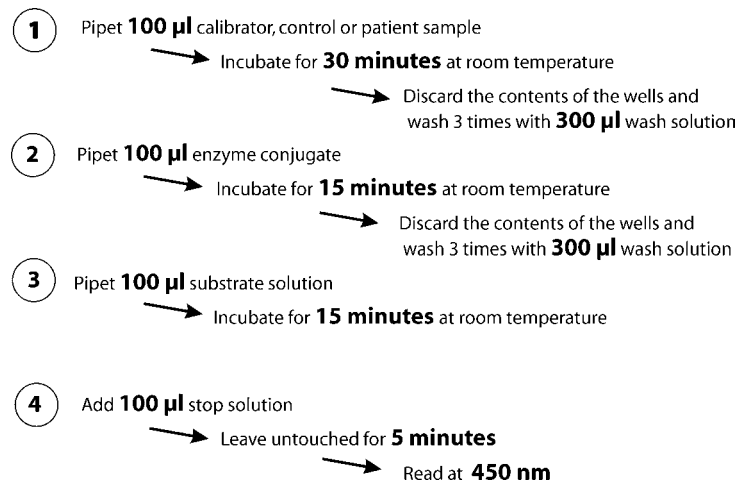 1 Pipet 100 µl calibrator, control or patient sample
Incubate for 30 minutes at room temperature
Discard the contents of the wells and
wash 3 times with 300 µl wash solution
2 Pipet 100 µl enzyme conjugate
Incubate for 15 minutes at room temperature
Discard the contents of the wells and
wash 3 times with 300 µl wash solution
3 Pipet 100 µl substrate solution
Incubate for 15 minutes at room temperature
4 Add 100 µl stop solution
Leave untouched for 5 minutes
Read at 450 nm